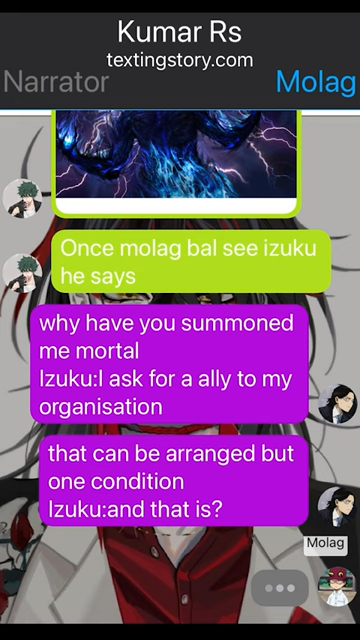 Kumar Rs
textingstory.com
Narrator
Molag
Once molag bal see izuku
he says
why have you summoned
me mortal
Izuku:I ask for a ally to my
organisation
that can be arranged but
one condition
Izuku:and that is?
Molag